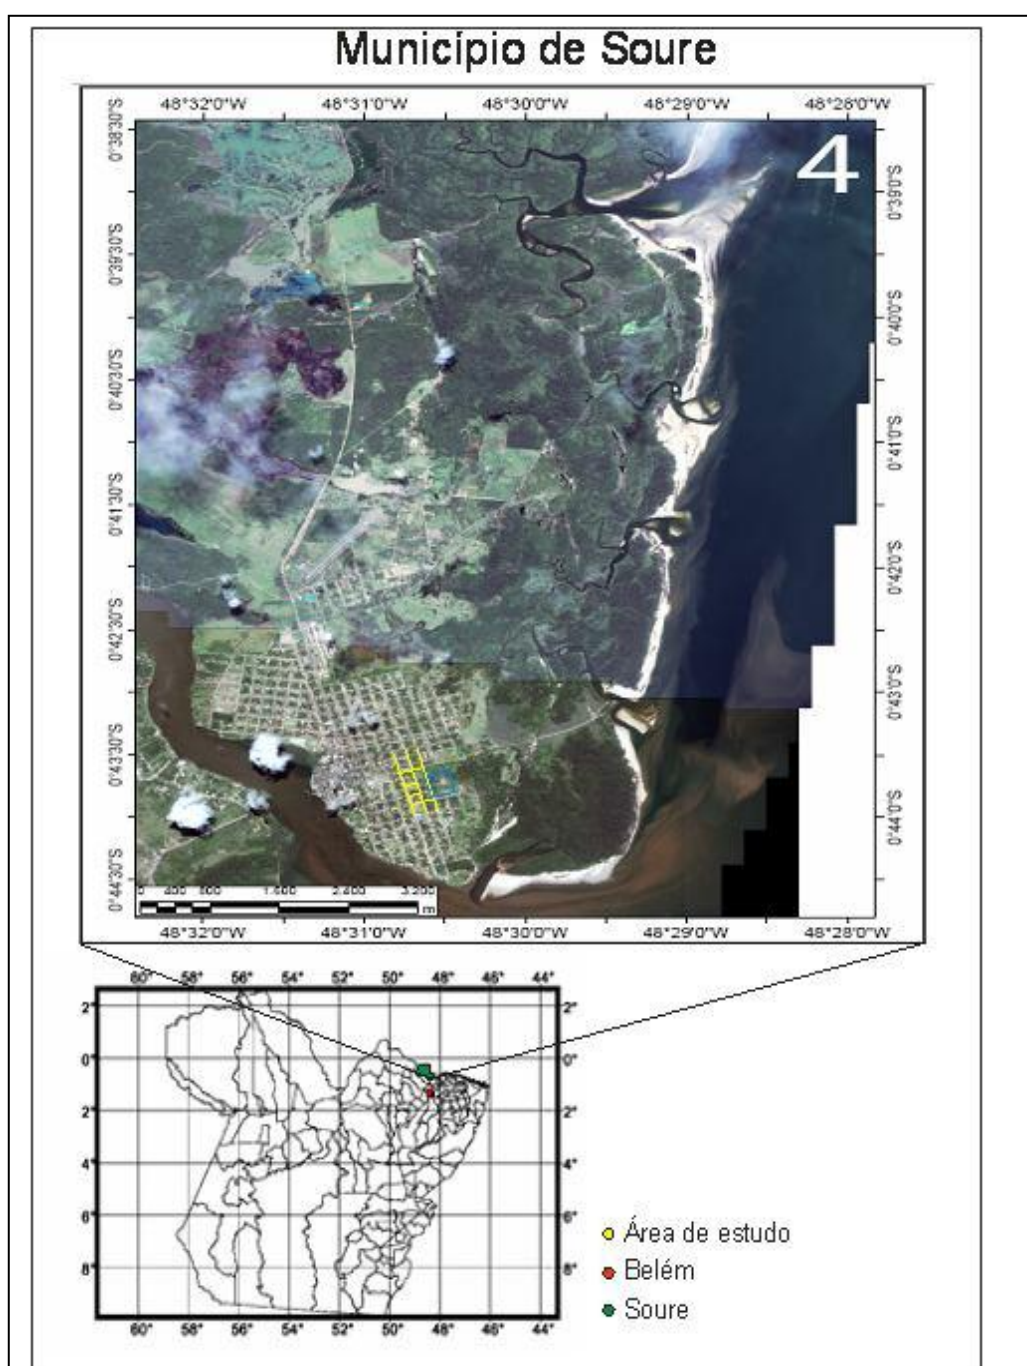 Município de Soure
48°32'0"W 48°31'0"W 48°30'0"W 48°29'0"W 48°28'0"W
4
0°38'30"S
0°39'30"S
0°40'30"S
0°41'30"S
0°42'30"S
0°43'30"S
0°44'30"S
0°39'0"S
0°40'0"S
0°41'0"S
0°42'0"S
0°43'0"S
0°44'0"S
0 400 800 1.600 2.400 3.200
m
48°32'0"W 48°31'0"W 48°30'0"W 48°29'0"W 48°28'0"W
60° 58° 56° 54° 52° 50° 48° 46° 44°
2° 2°
0° 0°
2° 2°
4° 4°
6° 6°
8° 8°
60° 58° 56° 54° 52° 50° 48° 46° 44°
Área de estudo
Belém
Soure